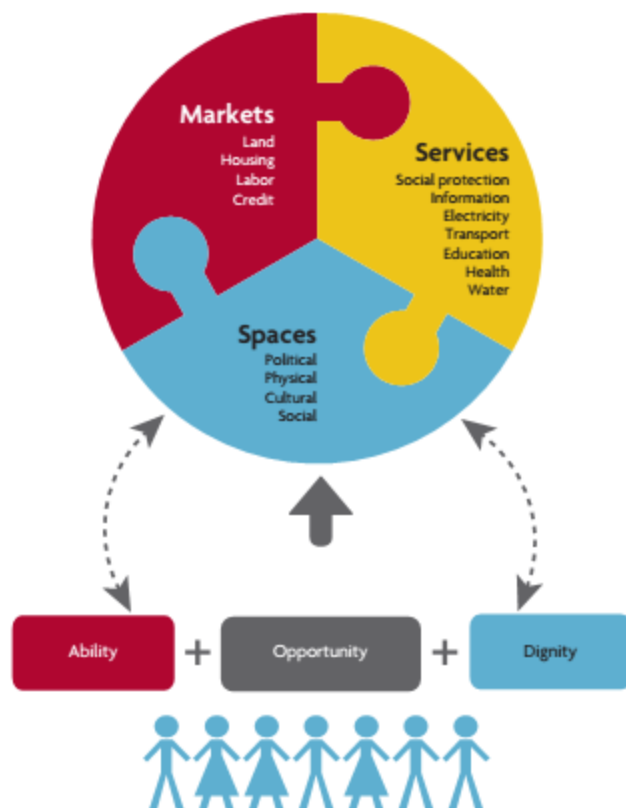 Markets
Land
Housing
Labor
Credit
Services
Social protection
Information
Electricity
Transport
Education
Health
Water
Spaces
Political
Physical
Cultural
Social
Ability + Opportunity + Dignity